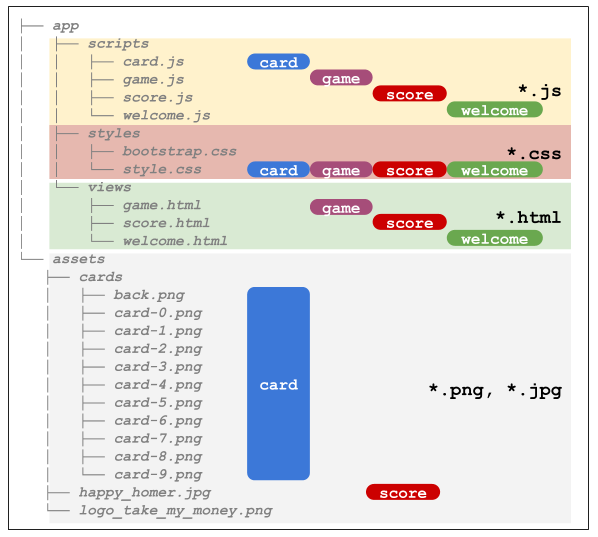 ├── app
├── scripts
├── card.js card
├── game.js game
├── score.js score *.js
└── welcome.js welcome
├── styles
├── bootstrap.css *.css
└── style.css card game score welcome
└── views
├── game.html game
├── score.html score *.html
└── welcome.html welcome
└── assets
├── cards
├── back.png
├── card-0.png
├── card-1.png
├── card-2.png
├── card-3.png
├── card-4.png card *.png, *.jpg
├── card-5.png
├── card-6.png
├── card-7.png
├── card-8.png
└── card-9.png
├── happy_homer.jpg score
└── logo_take_my_money.png